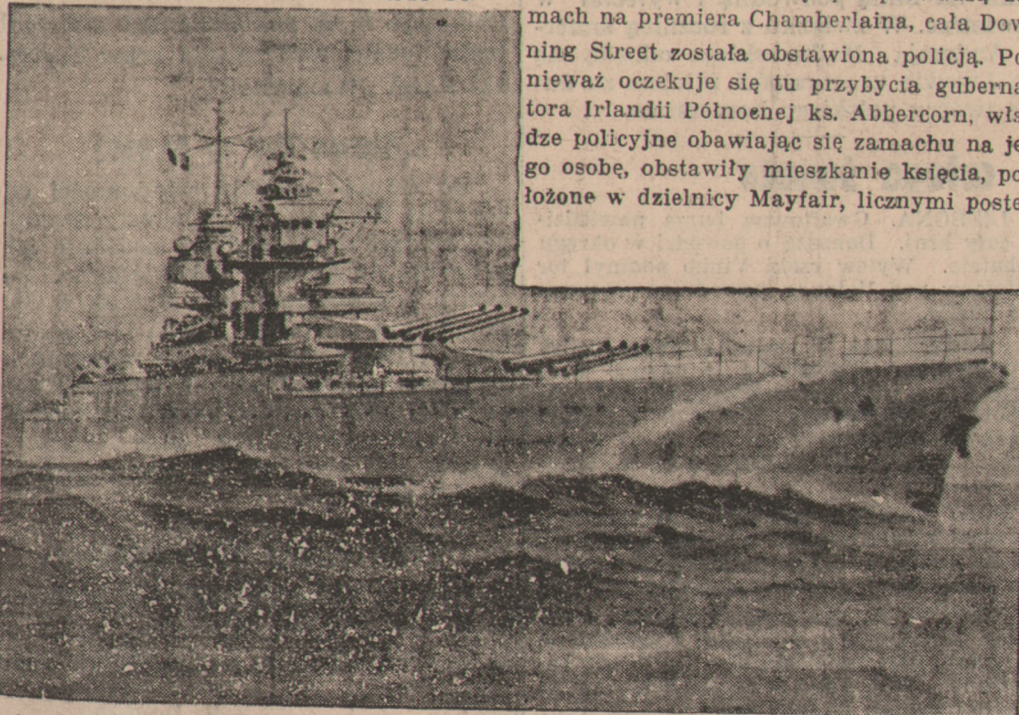 mach na premiera Chamberlaina, cała Dow
ning Street została obstawiona policją. Po
nieważ oczekuje się tu przybycia guberna
tora Irlandii Północnej ks. Abbercorn, wła
dze policyjne obawiając się zamachu na je
go osobę, obstawiły mieszkanie księcia, po
łożone w dzielnicy Mayfair, licznymi poste